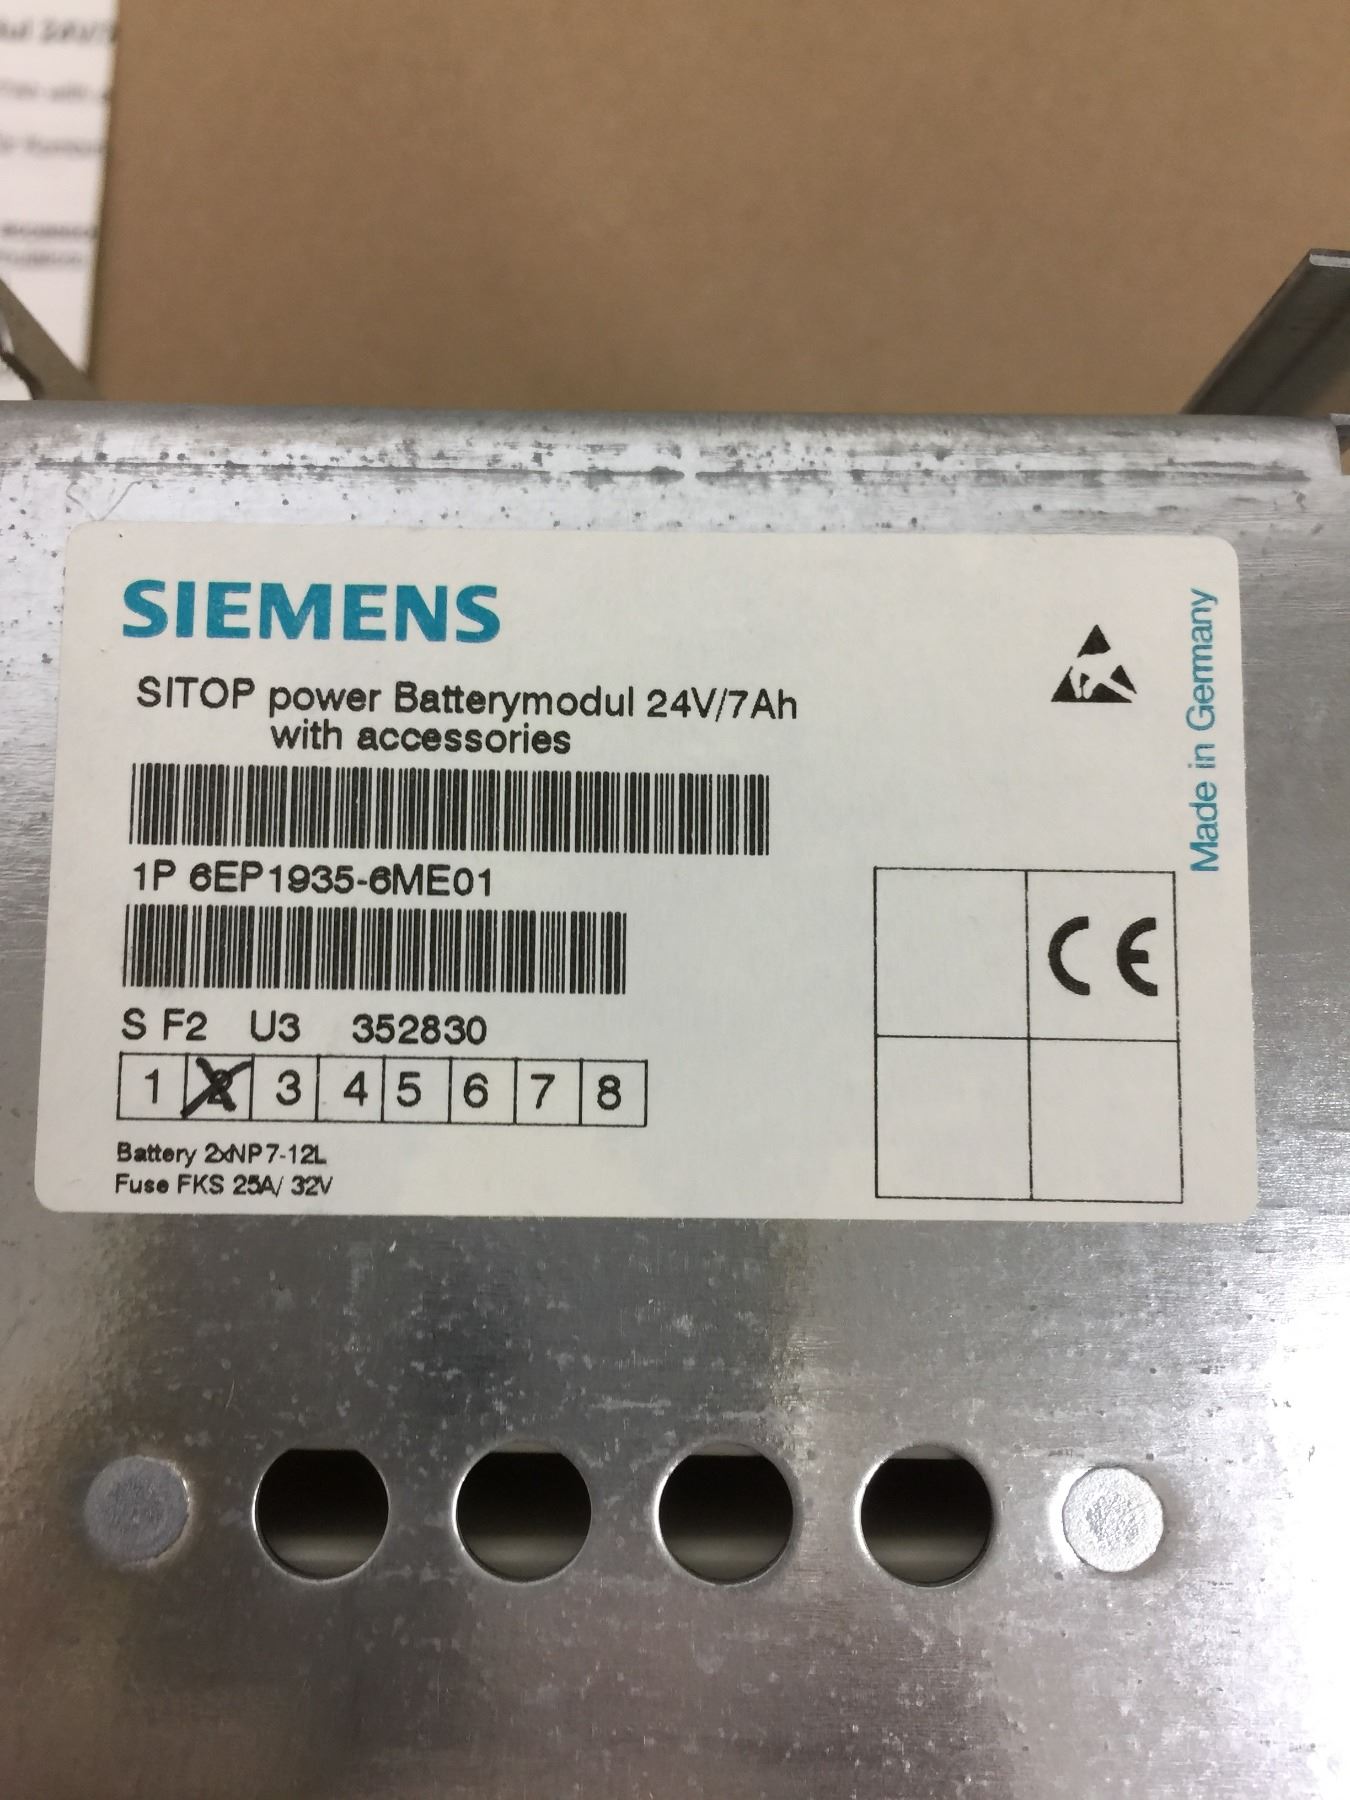 SIEMENS
SITOP power Batterymodul 24V/7Ah
with accessories
1P 6EP1935-6ME01
S F2 U3 352830
1 2 3 4 5 6 7 8
Battery 2xNP7-12L
Fuse FKS 25A/ 32V
CE
Made in Germany